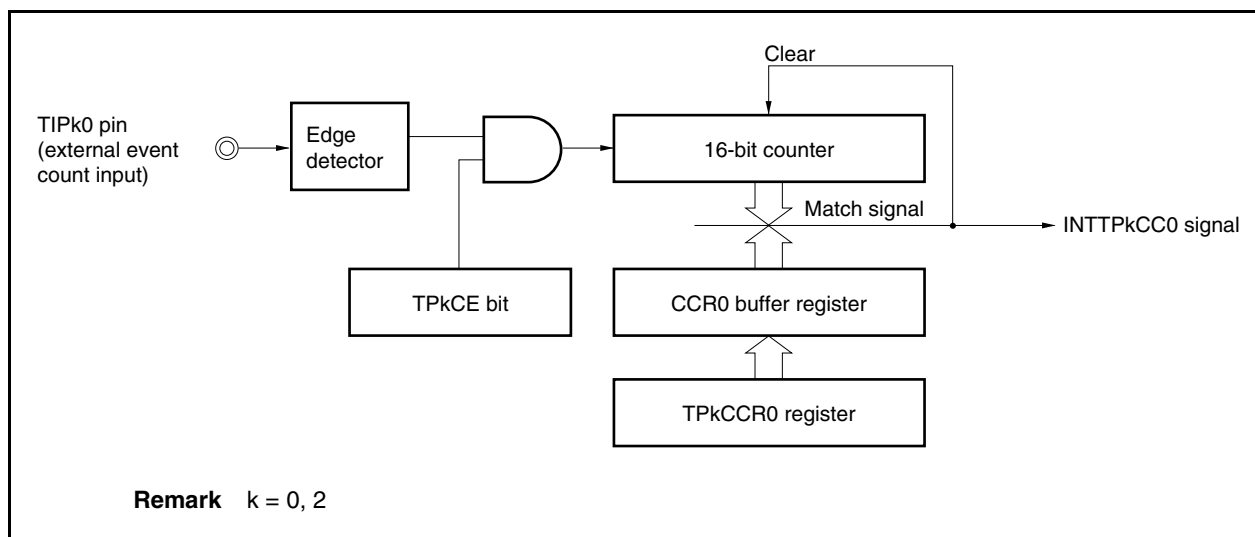 Clear
TIPk0 pin
(external event
count input)
Edge
detector
16-bit counter
Match signal
INTTPkCC0 signal
TPkCE bit
CCR0 buffer register
TPkCCR0 register
Remark k = 0, 2